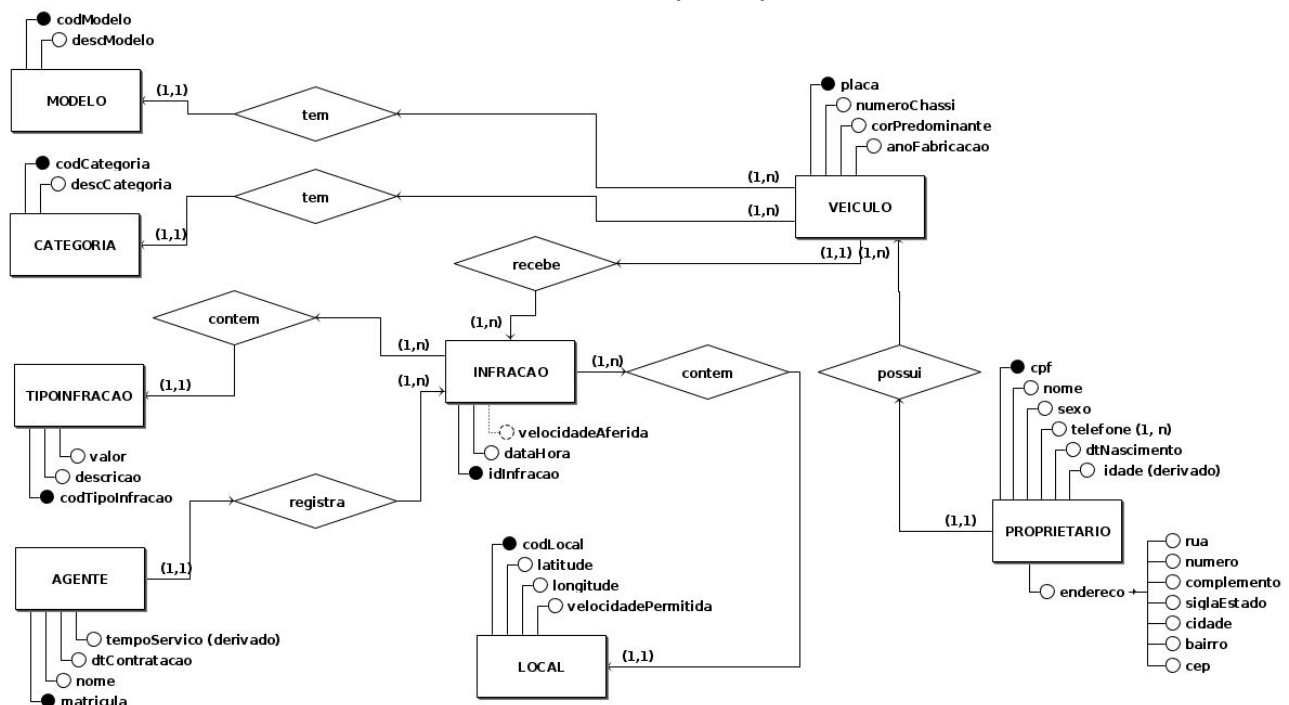 codModelo
descModelo
MODELO
(1,1)
tem
placa
numeroChassi
corPredominante
anoFabricacao
codCategoria
descCategoria
CATEGORIA
(1,1)
tem
(1,n)
(1,n)
VEICULO
(1,1) (1,n)
recebe
contem
(1,n)
(1,n)
INFRACAO
(1,n)
contem
possui
TIPOINFRACAO
(1,1)
(1,n)
velocidadeAferida
dataHora
idInfracao
valor
descricao
codTipoInfracao
registra
cpf
nome
sexo
telefone (1, n)
dtNascimento
idade (derivado)
(1,1)
PROPRIETARIO
endereco
rua
numero
complemento
siglaEstado
cidade
bairro
cep
AGENTE
(1,1)
tempoServico (derivado)
dtContratacao
nome
matricula
codLocal
latitude
longitude
velocidadePermitida
LOCAL
(1,1)